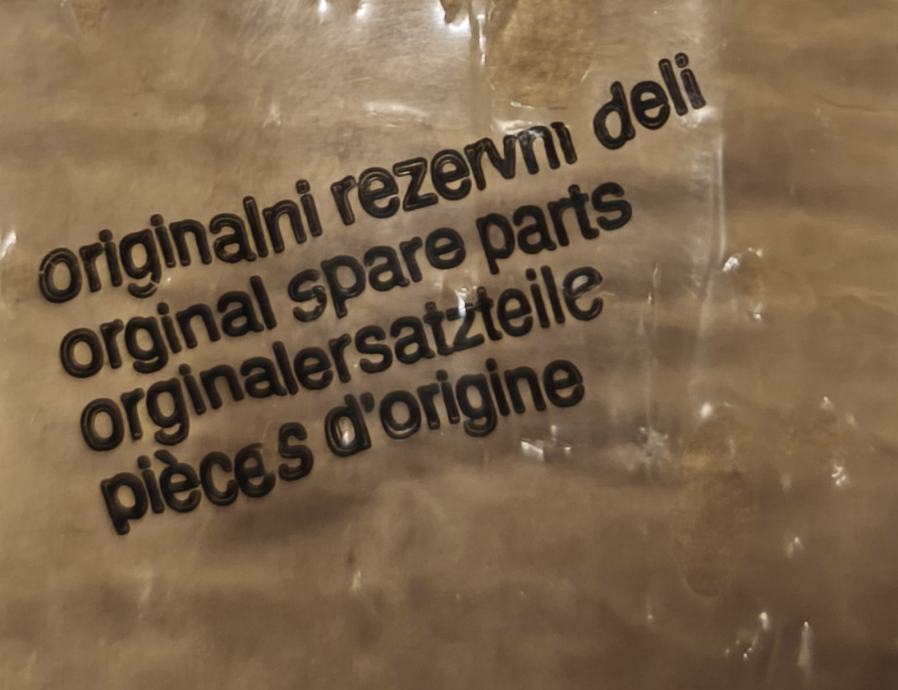 originalni rezervni deli
orginal spare parts
orginalersatzteile
pièces d'origine